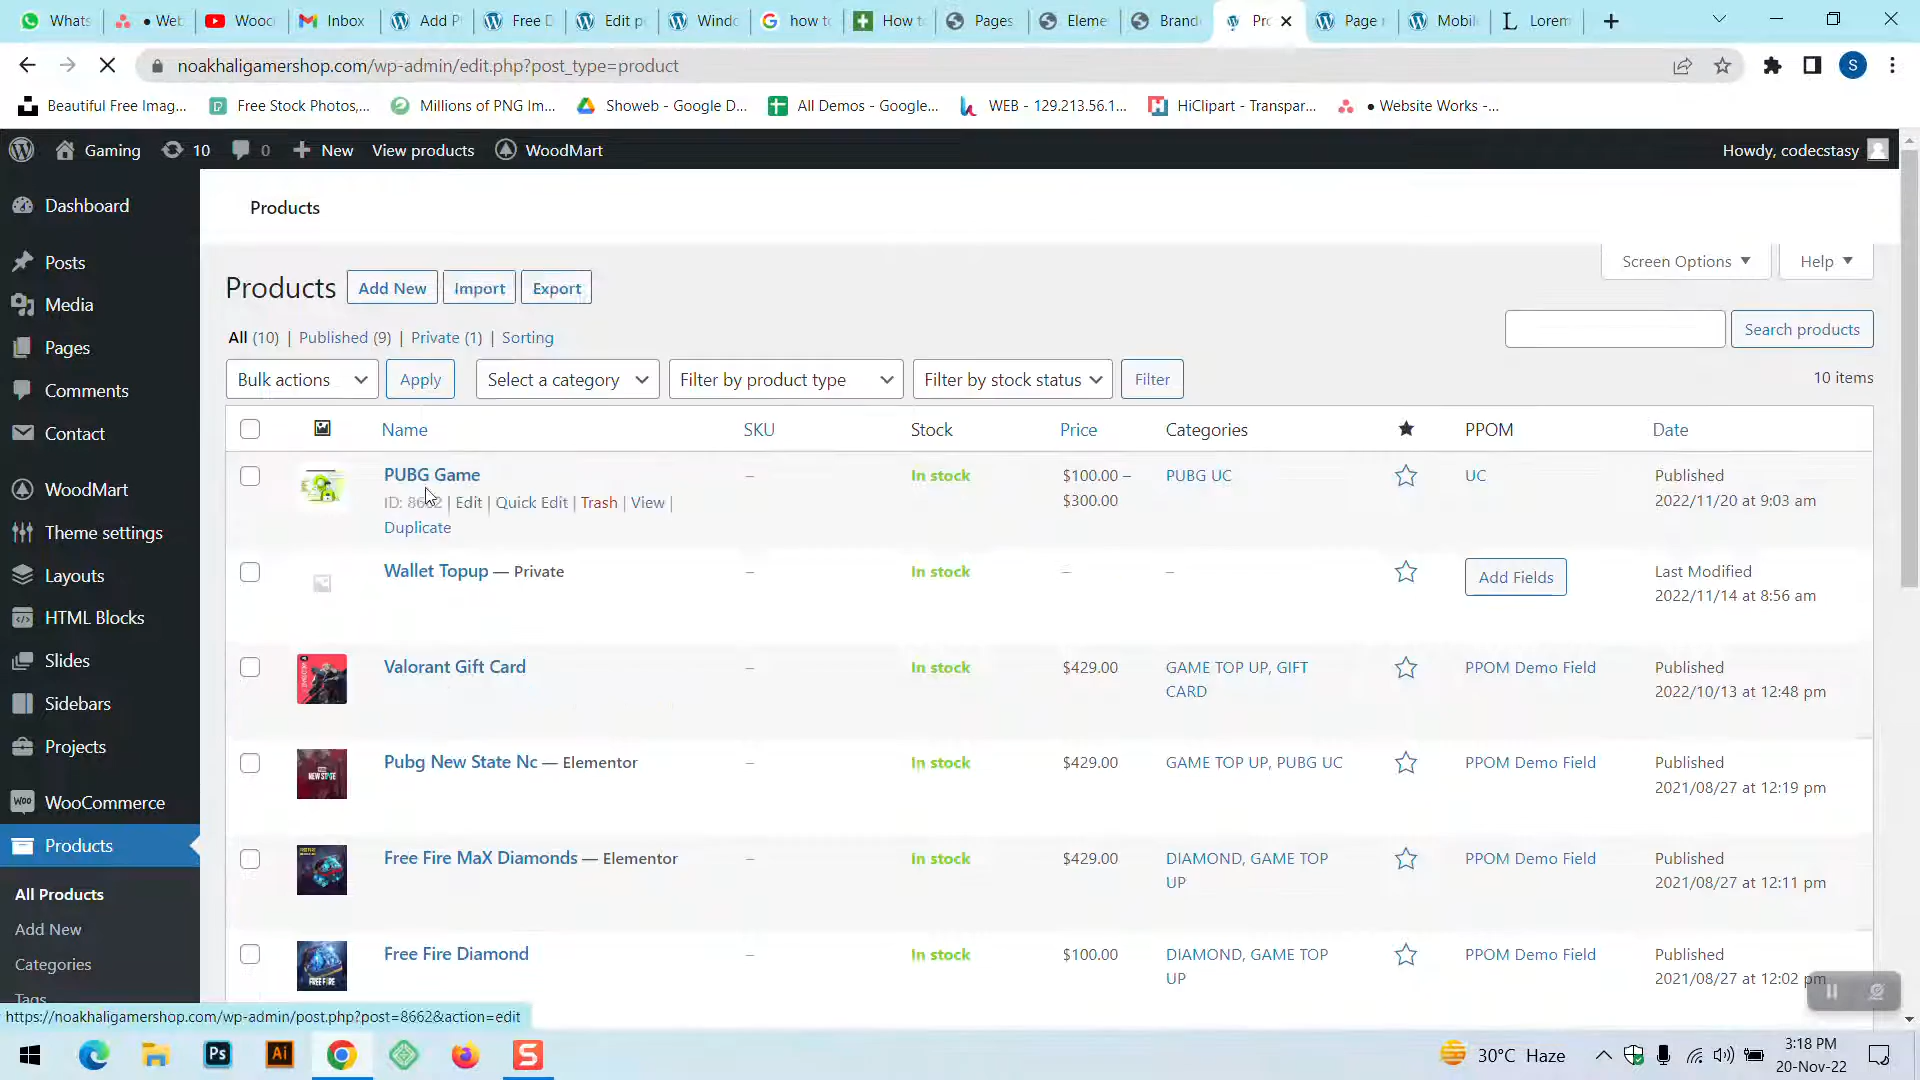 Whats
● Web
Wooc
Inbox
Add P
Free D
Edit p
Windo
how to
How t
Pages
Eleme
Brand
Pro
Page
Mobil
Lorem
noakhaligamershop.com/wp-admin/edit.php?post_type=product
S
Beautiful Free Imag...
Free Stock Photos,...
Millions of PNG Im...
Showeb - Google D...
All Demos - Google...
WEB - 129.213.56.1...
HiClipart - Transpar...
● Website Works -...
Gaming 10 0 New View products WoodMart
Howdy, codecstasy
Dashboard
Posts
Media
Pages
Comments
Contact
WoodMart
Theme settings
Layouts
HTML Blocks
Slides
Sidebars
Projects
WooCommerce
Products
All Products
Add New
Categories
Tags
Products
Screen Options
Help
Products Add New Import Export
All (10) | Published (9) | Private (1) | Sorting
Search products
Bulk actions Apply Select a category Filter by product type Filter by stock status Filter
10 items
Name SKU Stock Price Categories PPOM Date
PUBG Game – In stock $100.00 – PUBG UC UC Published
ID: 8662 | Edit | Quick Edit | Trash | View | $300.00 2022/11/20 at 9:03 am
Duplicate
Wallet Topup — Private – In stock – – Add Fields Last Modified
2022/11/14 at 8:56 am
Valorant Gift Card – In stock $429.00 GAME TOP UP, GIFT PPOM Demo Field Published
CARD 2022/10/13 at 12:48 pm
Pubg New State Nc — Elementor – In stock $429.00 GAME TOP UP, PUBG UC PPOM Demo Field Published
2021/08/27 at 12:19 pm
Free Fire MaX Diamonds — Elementor – In stock $429.00 DIAMOND, GAME TOP PPOM Demo Field Published
UP 2021/08/27 at 12:11 pm
Free Fire Diamond – In stock $100.00 DIAMOND, GAME TOP PPOM Demo Field Published
UP 2021/08/27 at 12:02 pm
https://noakhaligamershop.com/wp-admin/post.php?post=8662&action=edit
Ps
Ai
S
30°C Haze
3:18 PM
20-Nov-22